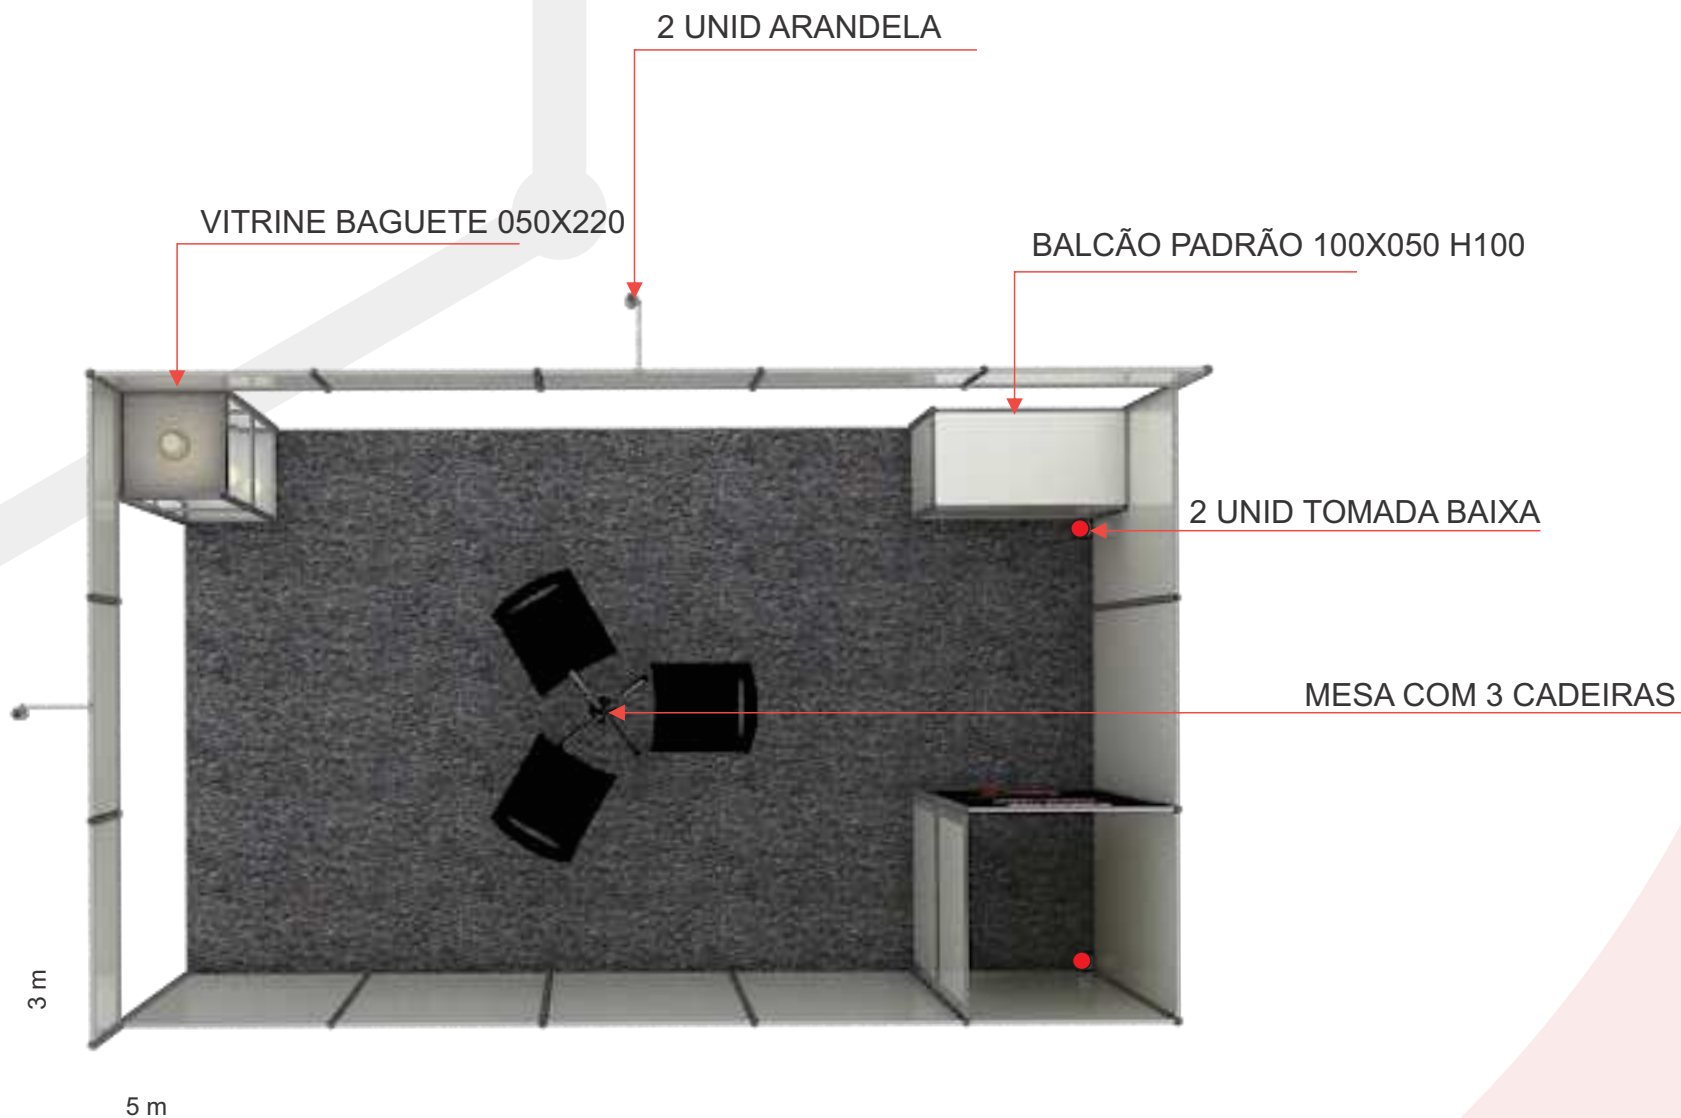 2 UNID ARANDELA
VITRINE BAGUETE 050X220
BALCÃO PADRÃO 100X050 H100
2 UNID TOMADA BAIXA
MESA COM 3 CADEIRAS
3 m
5 m